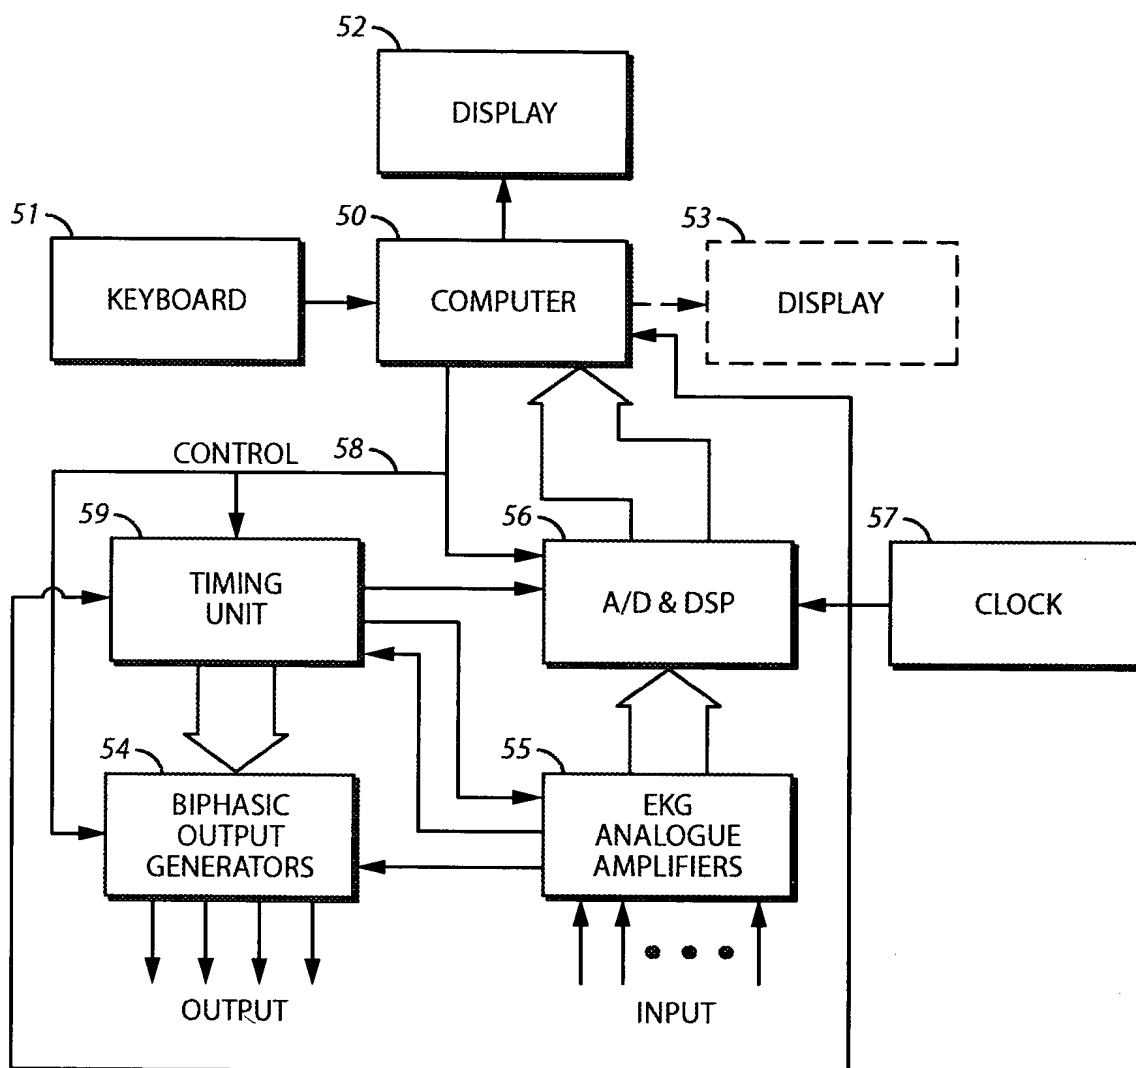 52
DISPLAY
51
KEYBOARD
50
COMPUTER
53
DISPLAY
CONTROL
58
59
TIMING
UNIT
56
A/D & DSP
57
CLOCK
54
BIPHASIC
OUTPUT
GENERATORS
55
EKG
ANALOGUE
AMPLIFIERS
OUTPUT
INPUT